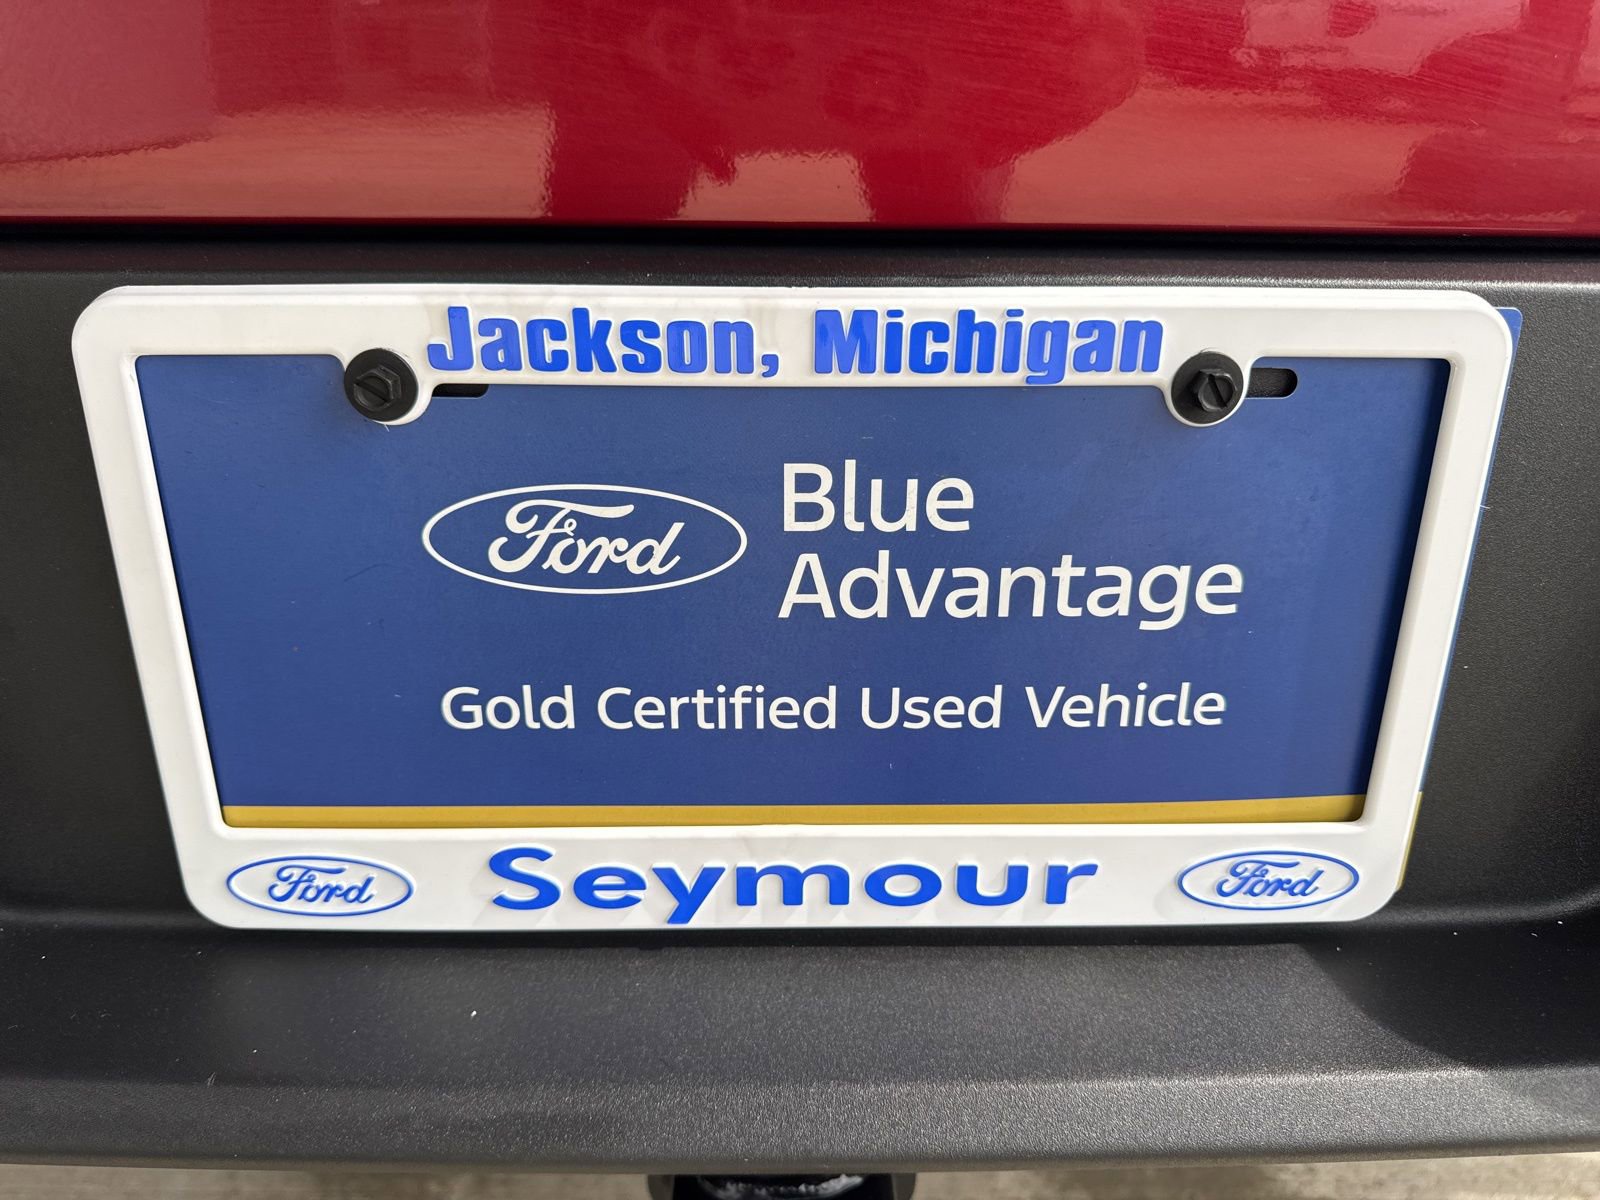 Jackson, Michigan
Ford
Blue
Advantage
Gold Certified Used Vehicle
Ford Seymour Ford